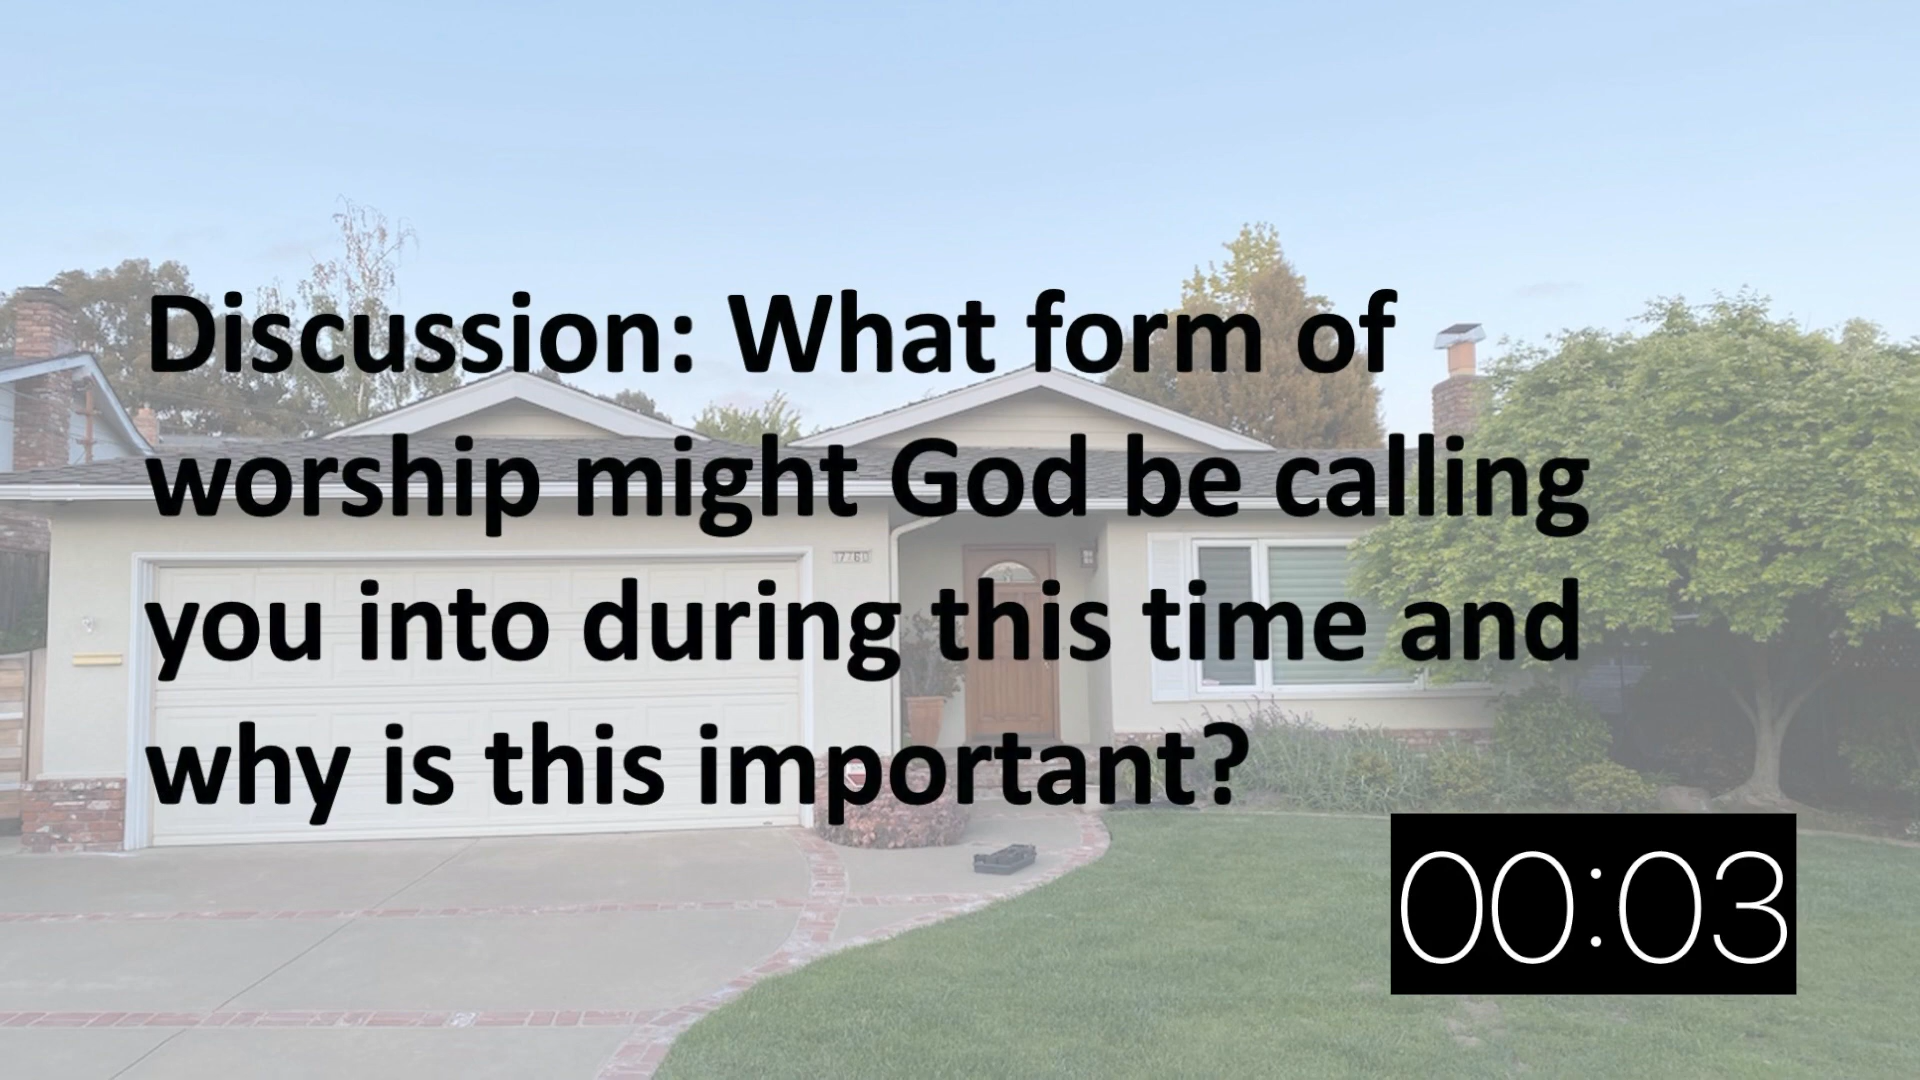 Discussion: What form of
worship might God be calling
you into during this time and
why is this important?
17760
00:03